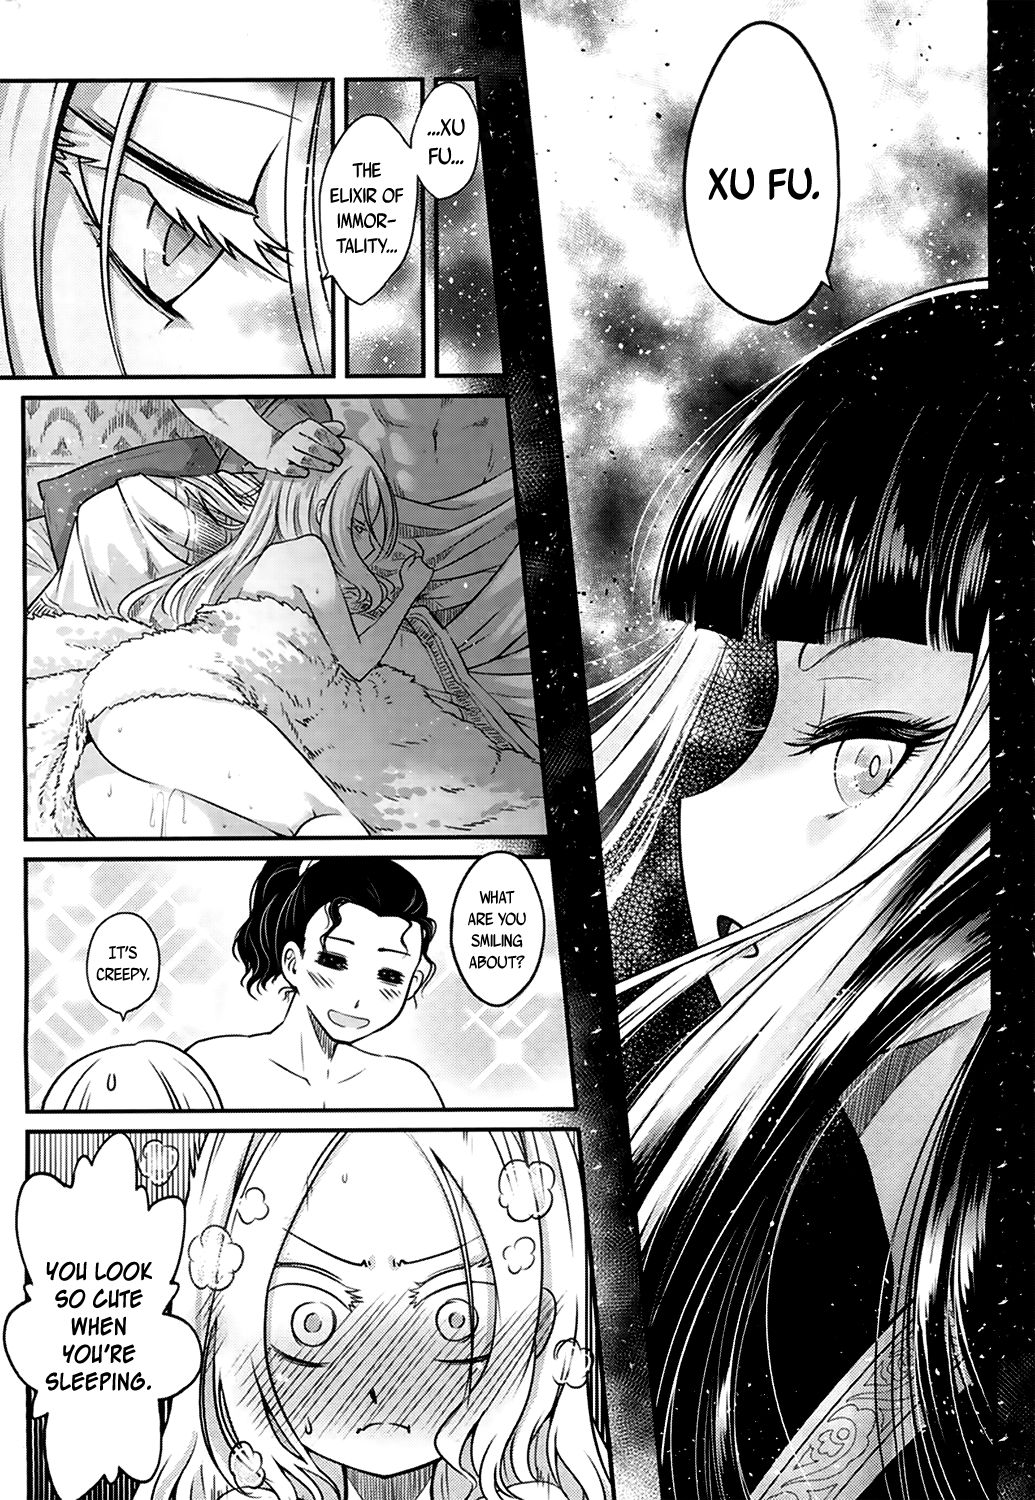 XU FU.
...XU
FU...
THE
ELIXIR OF
IMMOR-
TALITY...
WHAT
ARE YOU
SMILING
ABOUT?
IT'S
CREEPY.
YOU LOOK
SO CUTE
WHEN
YOU'RE
SLEEPING.